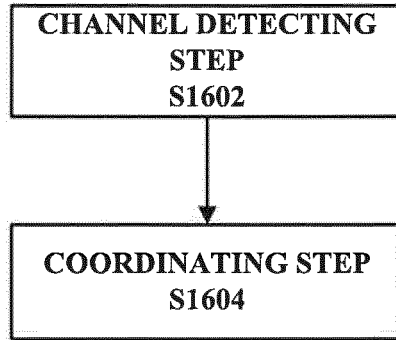 CHANNEL DETECTING
STEP
S1602
COORDINATING STEP
S1604